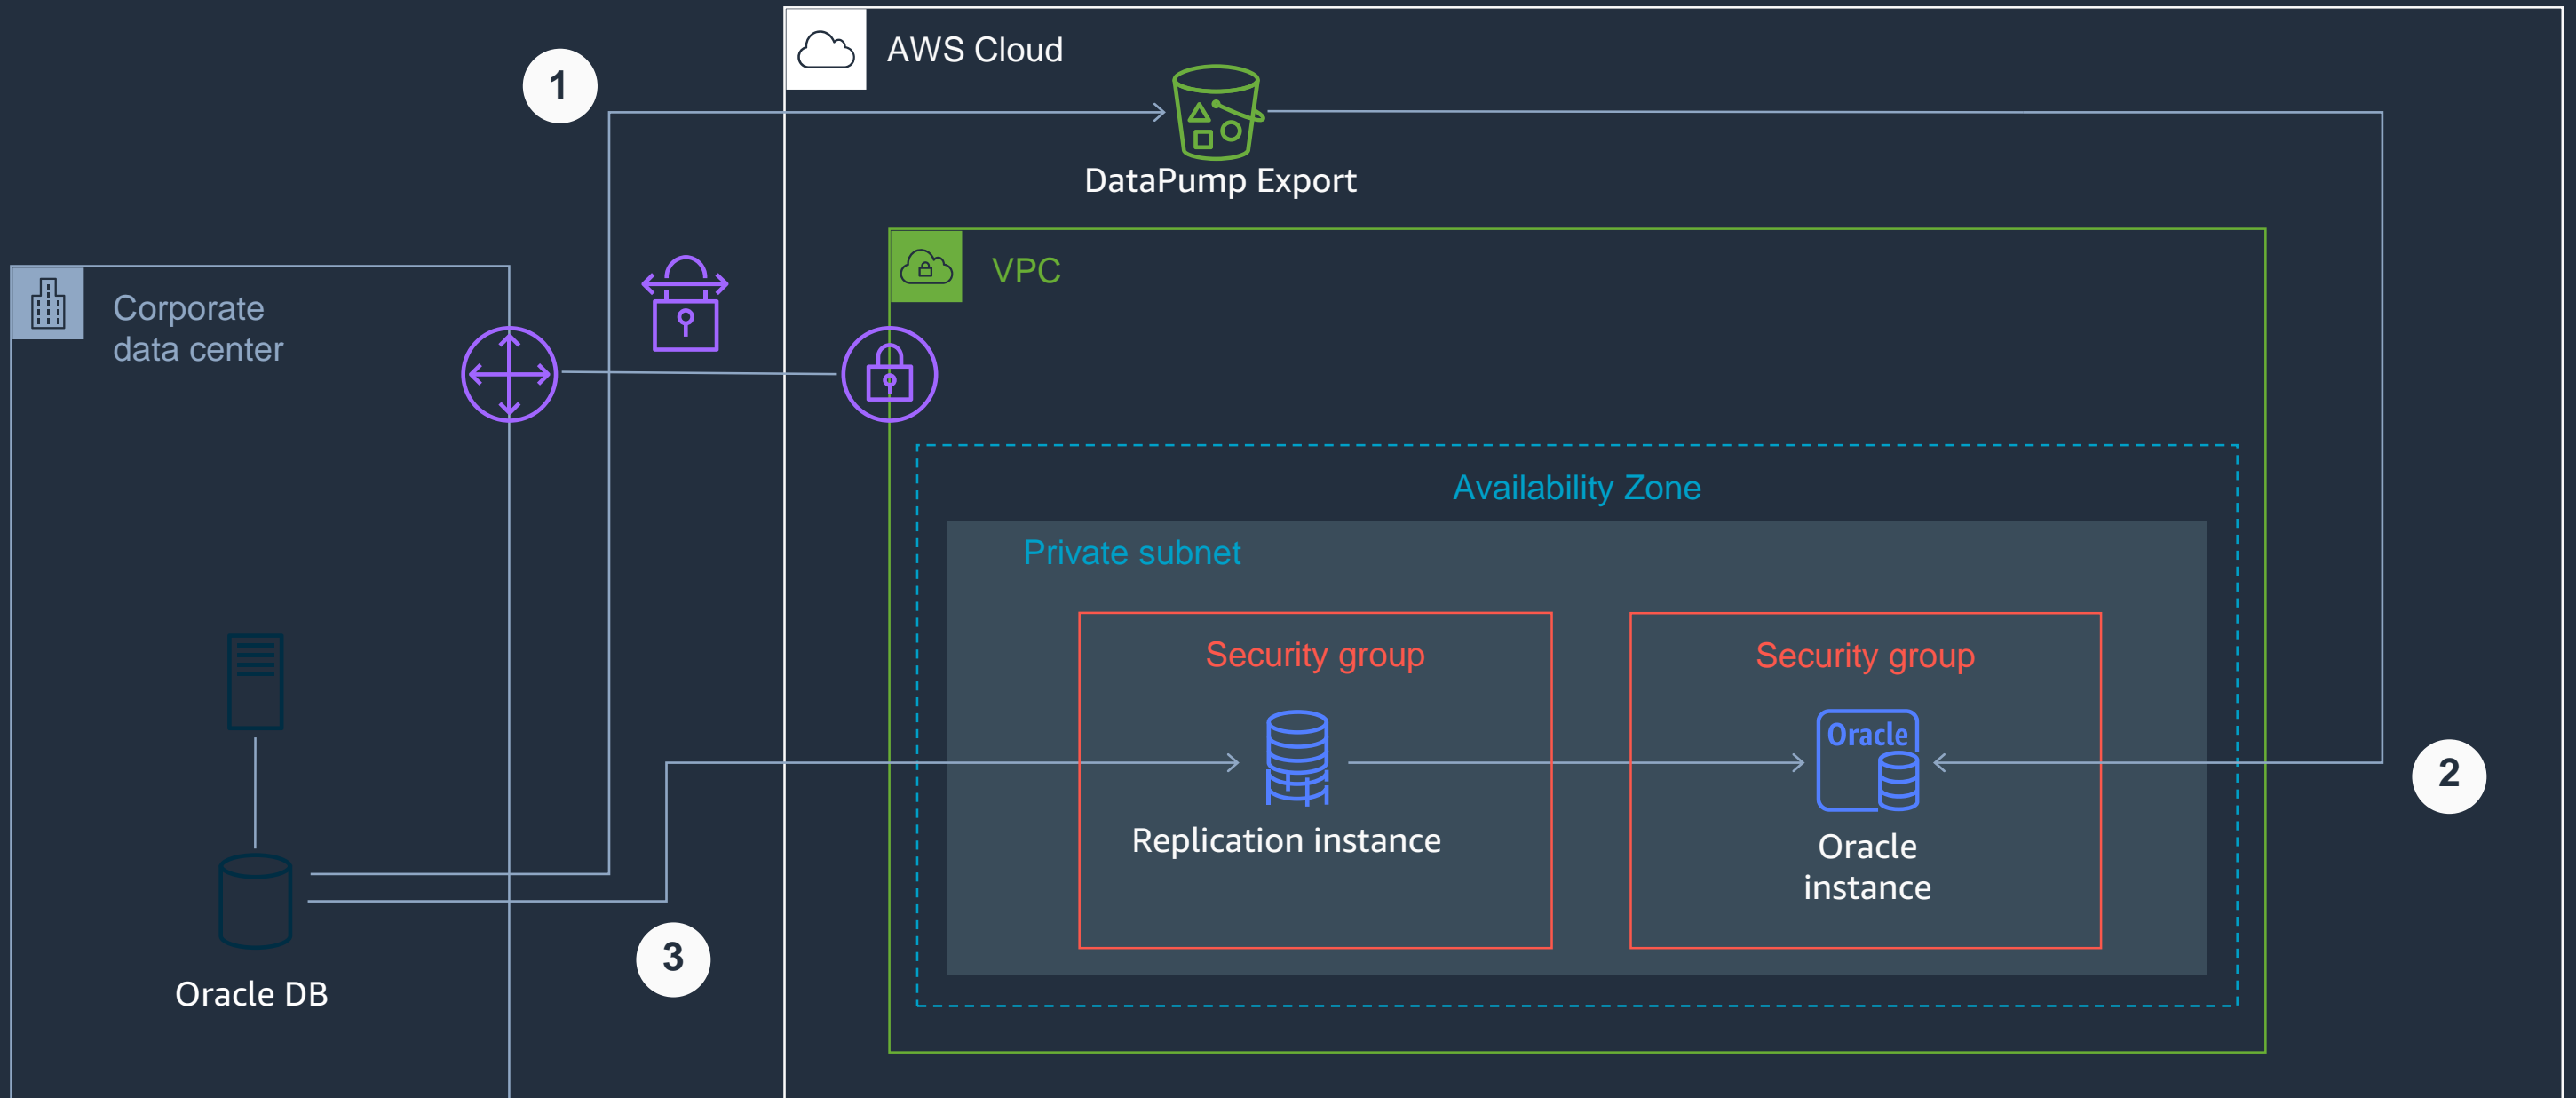 AWS Cloud
1
DataPump Export
VPC
Corporate
data center
Availability Zone
Private subnet
Security group
Security group
Oracle
2
Replication instance
Oracle
instance
3
Oracle DB